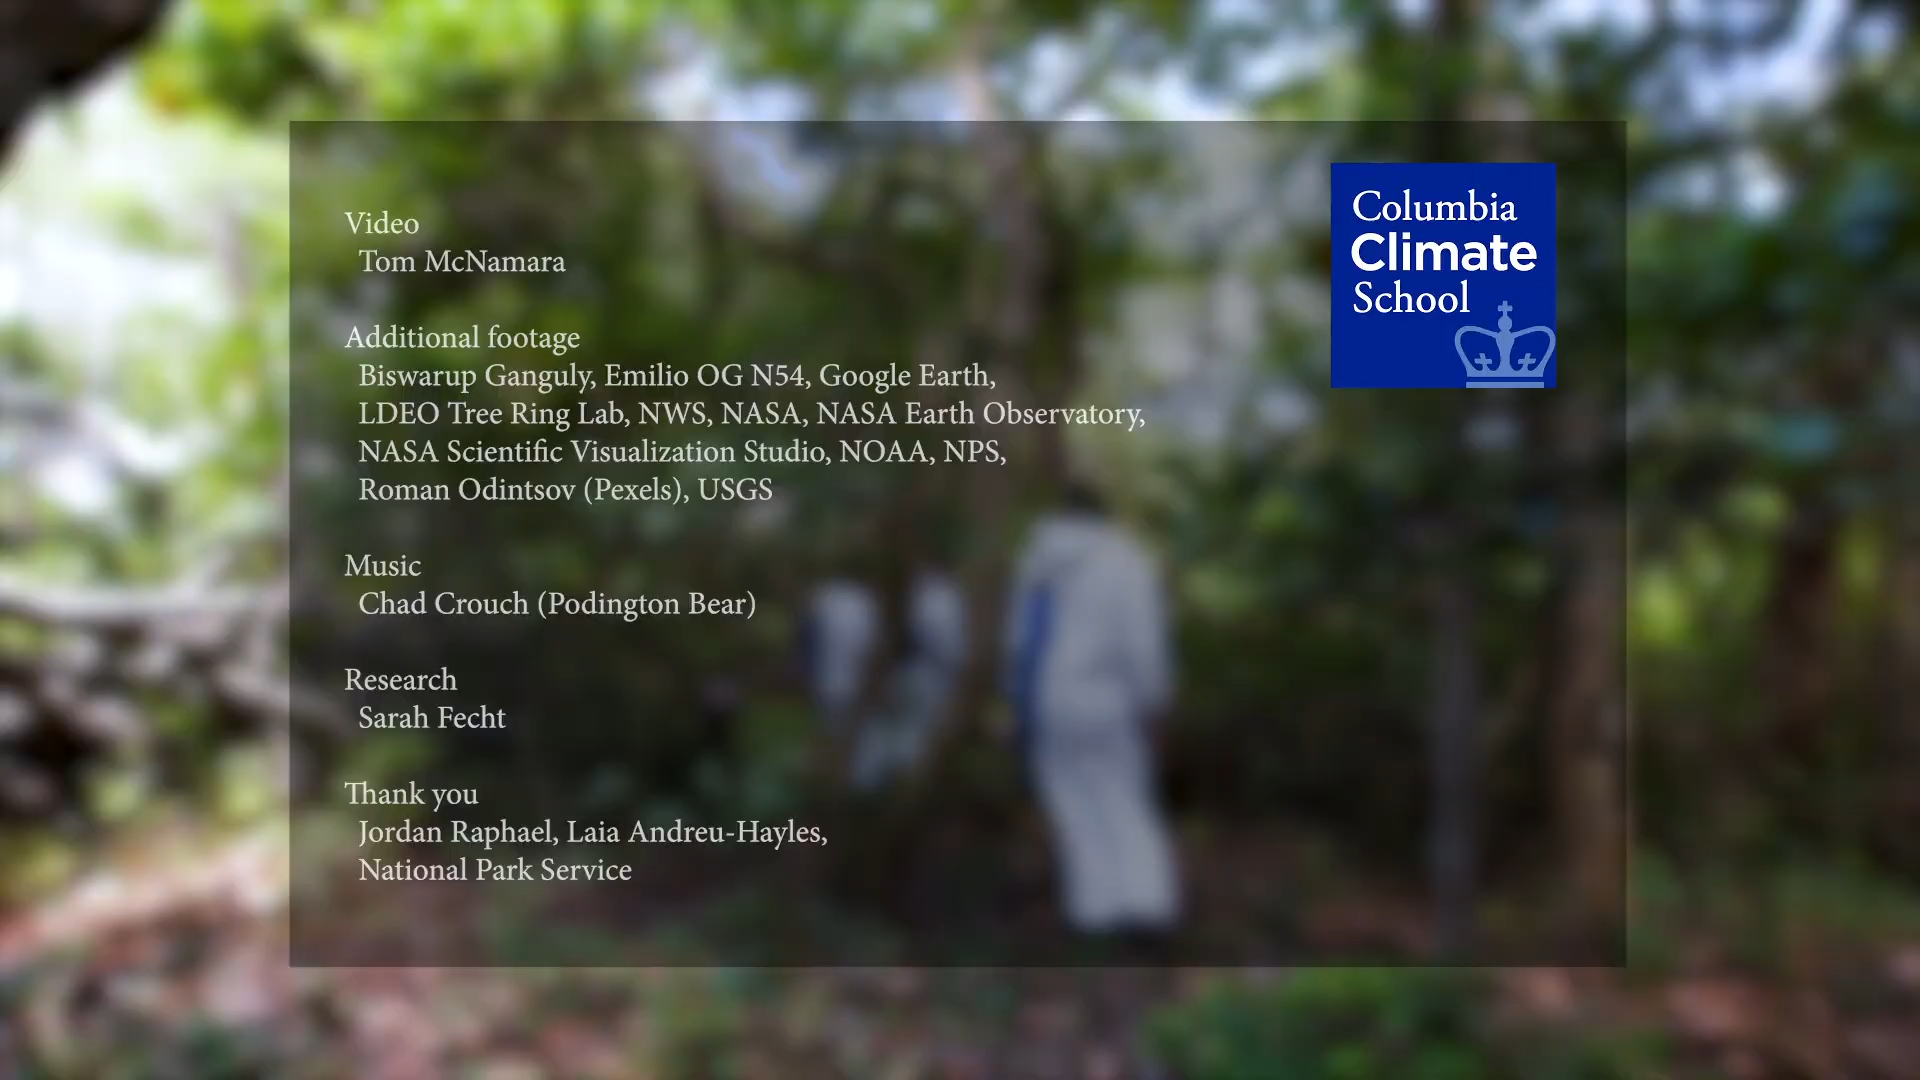 Video
Tom McNamara
Additional footage
Biswarup Ganguly, Emilio OG N54, Google Earth,
LDEO Tree Ring Lab, NWS, NASA, NASA Earth Observatory,
NASA Scientific Visualization Studio, NOAA, NPS,
Roman Odintsov (Pexels), USGS
Music
Chad Crouch (Podington Bear)
Research
Sarah Fecht
Thank you
Jordan Raphael, Laia Andreu-Hayles,
National Park Service
Columbia
Climate
School